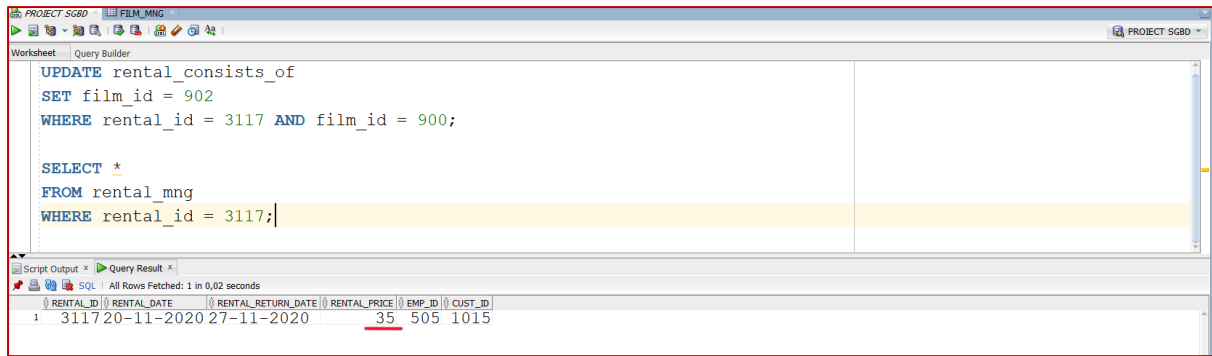 PROJECT SGBD × FILM_MNG ×
PROJECT SGBD
Worksheet Query Builder
UPDATE rental_consists_of
SET film_id = 902
WHERE rental_id = 3117 AND film_id = 900;
SELECT *
FROM rental_mng
WHERE rental_id = 3117;
Script Output × Query Result ×
SQL | All Rows Fetched: 1 in 0,02 seconds
RENTAL_ID RENTAL_DATE RENTAL_RETURN_DATE RENTAL_PRICE EMP_ID CUST_ID
1 3117 20-11-2020 27-11-2020 35 505 1015